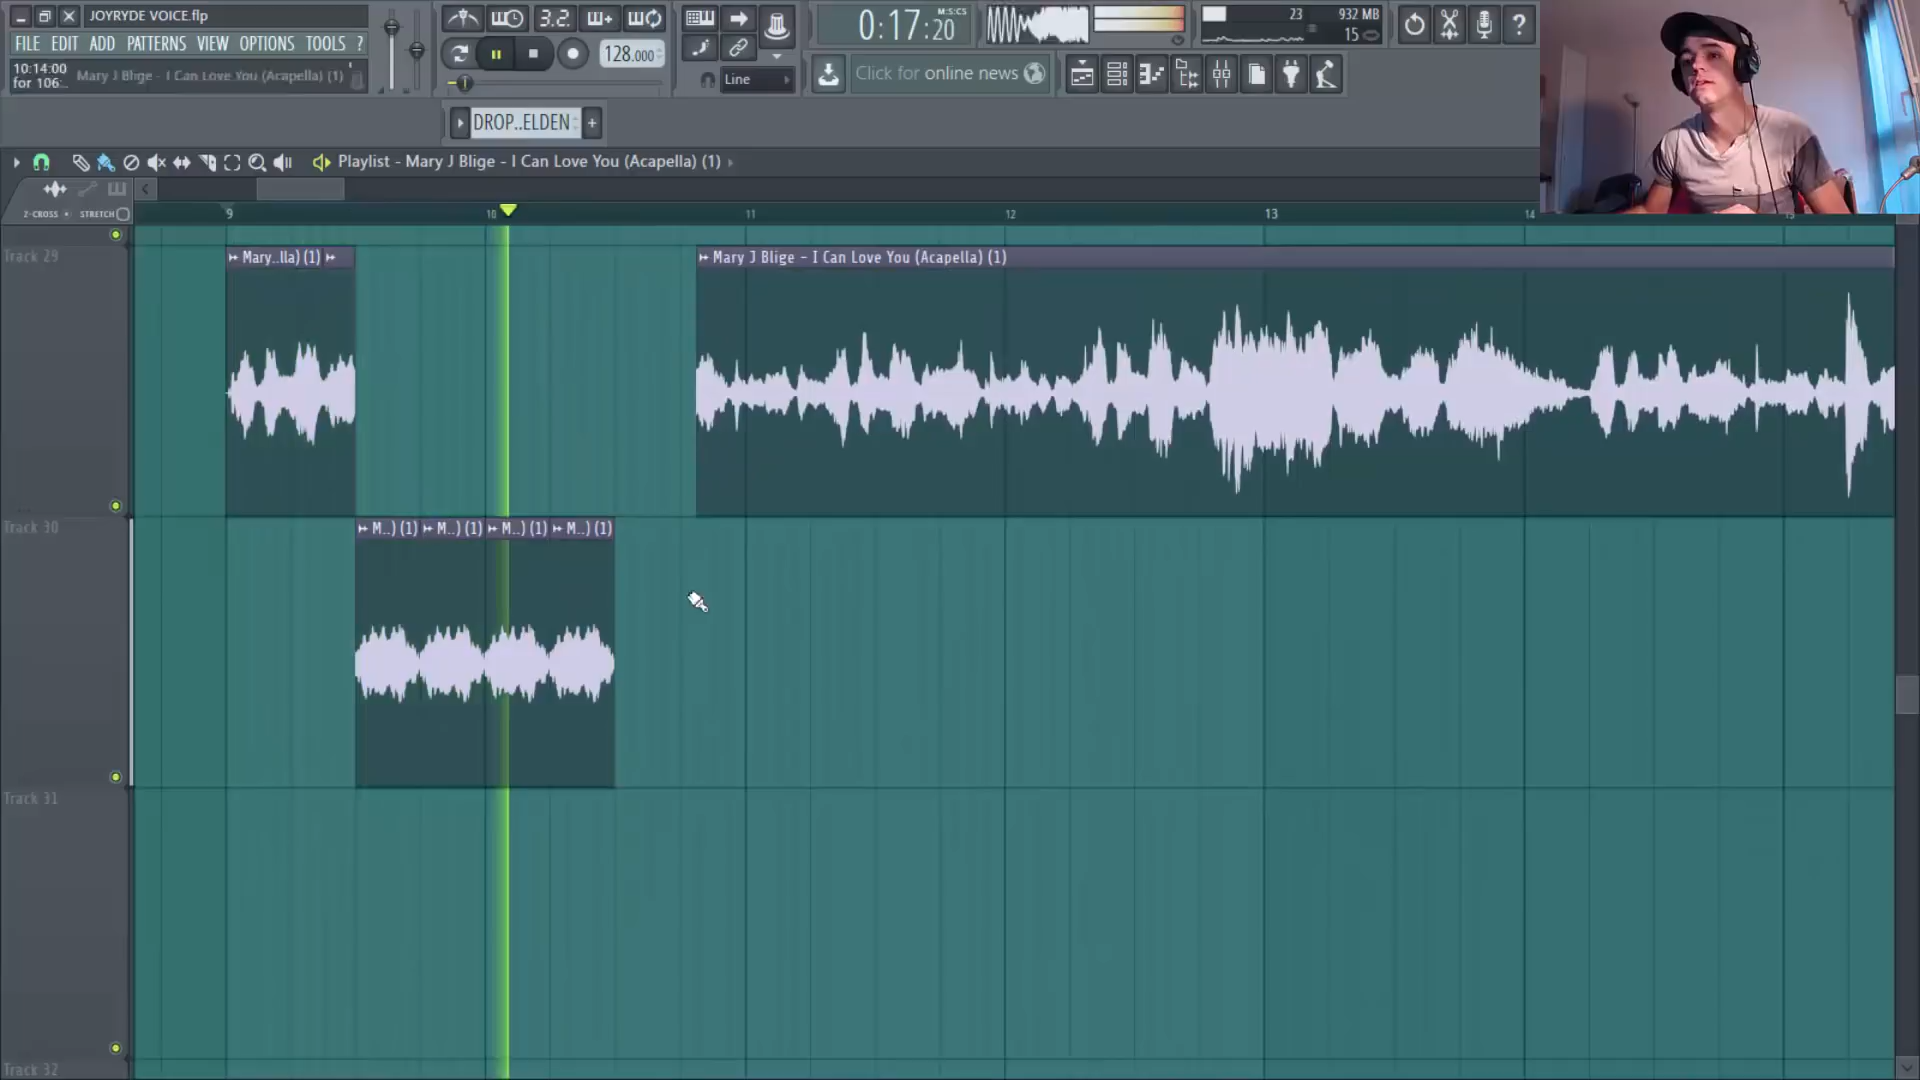 JOYRYDE VOICE.flp
FILE EDIT ADD PATTERNS VIEW OPTIONS TOOLS ?
10:14:00
for 106..
Mary J Blige - I Can Love You (Acapella) (1)
3.2.
128.000
Line
0:17:20
M:S:CS
23
932 MB
15
Click for online news
DROP..ELDEN
Playlist - Mary J Blige - I Can Love You (Acapella) (1)
Z-CROSS STRETCH
9 10 11 12 13 14
Track 29
Mary..lla) (1)
Mary J Blige - I Can Love You (Acapella) (1)
Track 30
M..) (1) M..) (1) M..) (1) M..) (1)
Track 31
Track 32